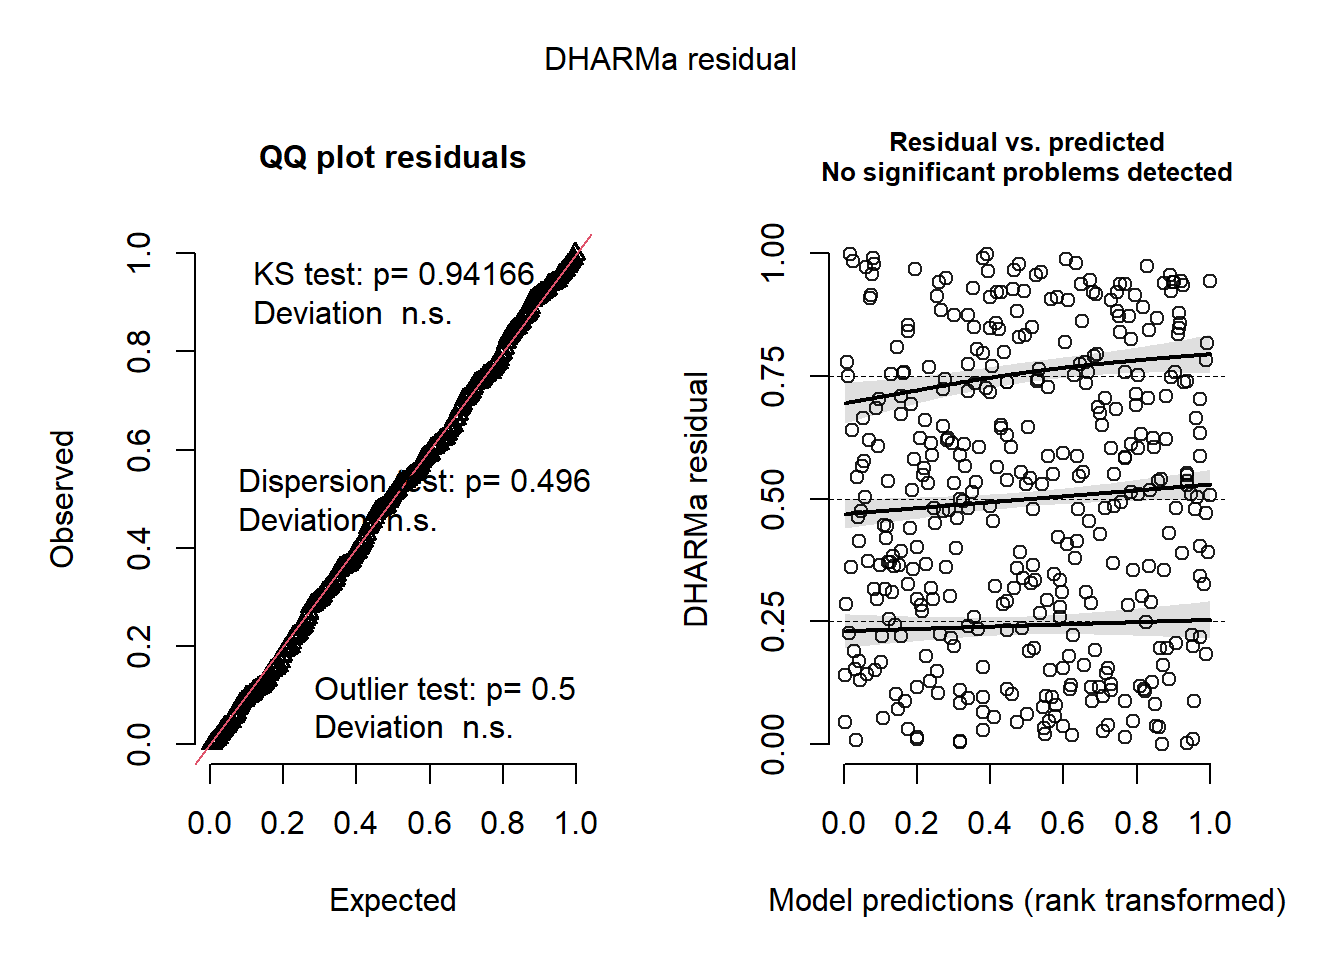 DHARMa residual
QQ plot residuals
KS test: p= 0.94166
Deviation  n.s.
Dispersion test: p= 0.496
Deviation  n.s.
Outlier test: p= 0.5
Deviation  n.s.
Observed
0.0 0.2 0.4 0.6 0.8 1.0
0.0 0.2 0.4 0.6 0.8 1.0
Expected
Residual vs. predicted
No significant problems detected
DHARMa residual
0.00 0.25 0.50 0.75 1.00
0.0 0.2 0.4 0.6 0.8 1.0
Model predictions (rank transformed)